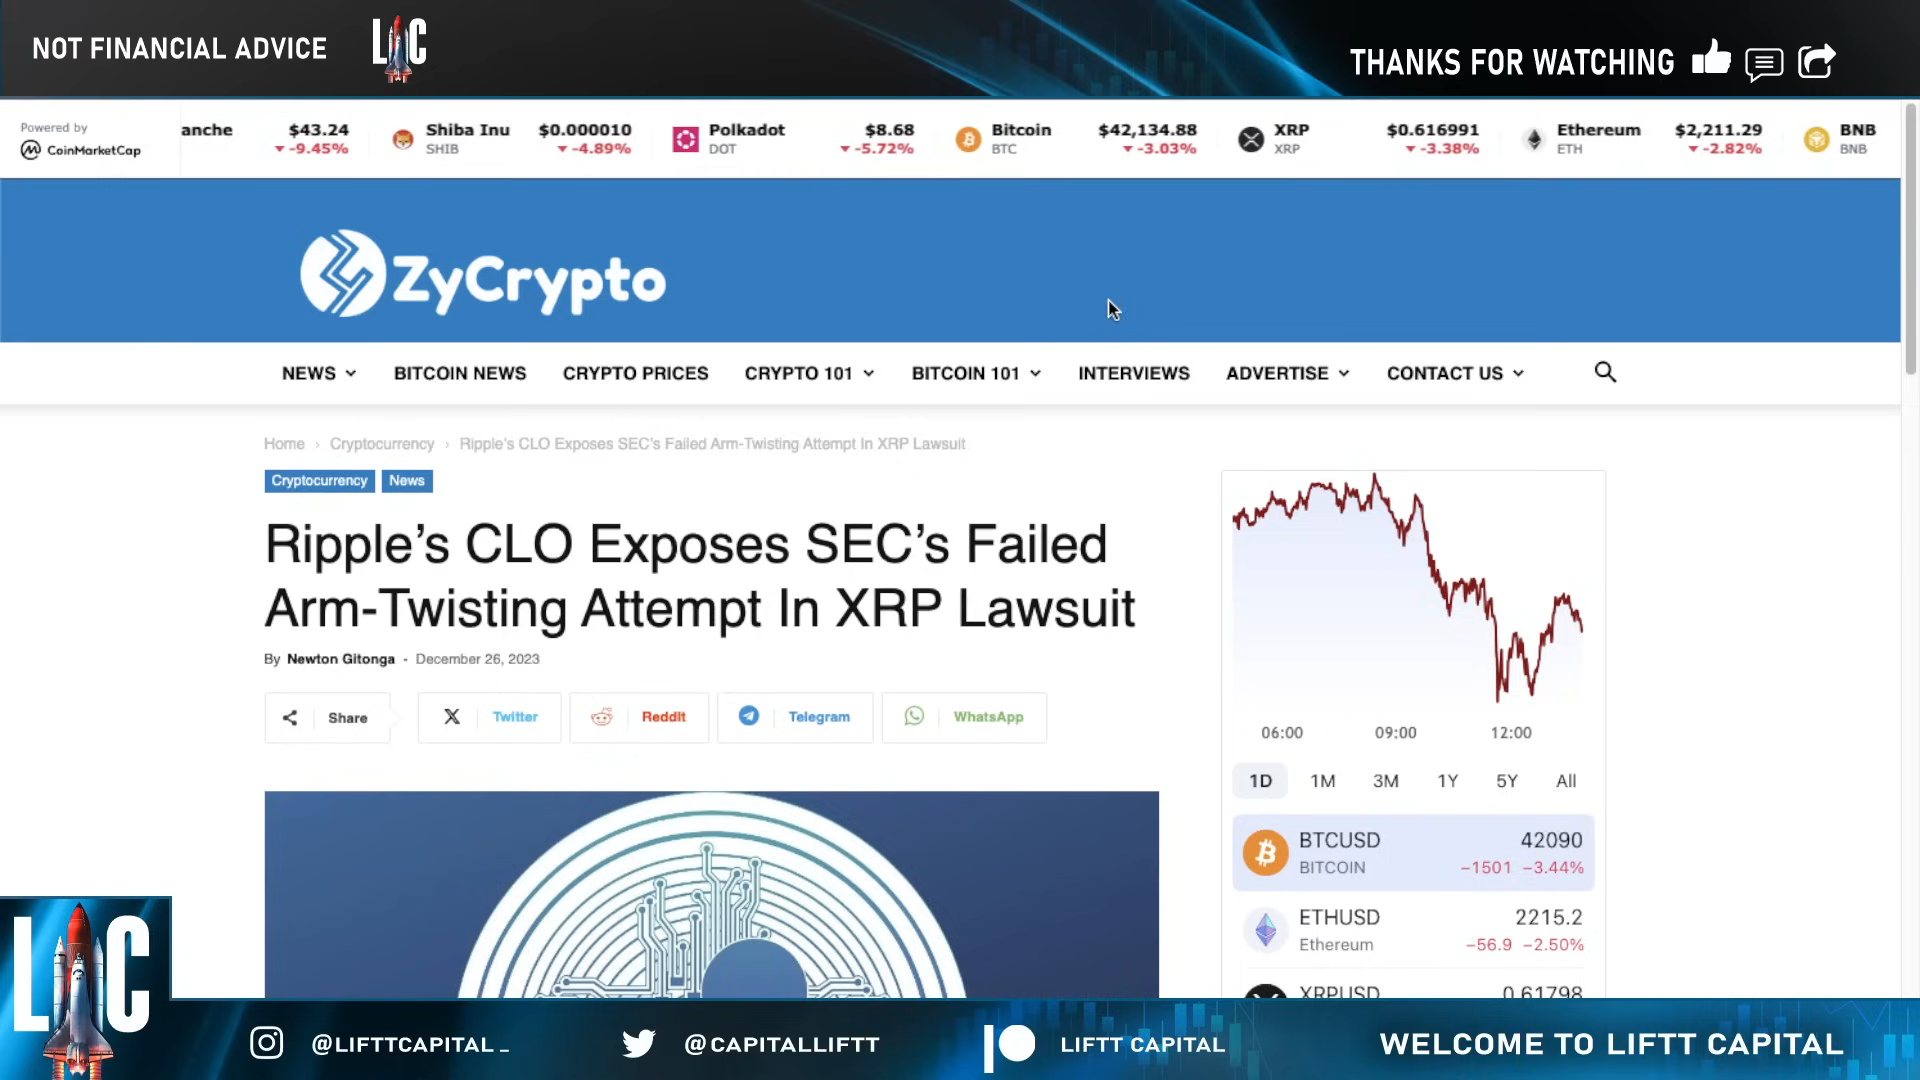 NOT FINANCIAL ADVICE
LC
THANKS FOR WATCHING
Powered by
CoinMarketCap
anche $43.24 -9.45%
Shiba Inu SHIB $0.000010 -4.89%
Polkadot DOT $8.68 -5.72%
Bitcoin BTC $42,134.88 -3.03%
XRP XRP $0.616991 -3.38%
Ethereum ETH $2,211.29 -2.82%
BNB BNB
ZyCrypto
NEWS BITCOIN NEWS CRYPTO PRICES CRYPTO 101 BITCOIN 101 INTERVIEWS ADVERTISE CONTACT US
Home › Cryptocurrency › Ripple's CLO Exposes SEC's Failed Arm-Twisting Attempt In XRP Lawsuit
Cryptocurrency News
Ripple's CLO Exposes SEC's Failed
Arm-Twisting Attempt In XRP Lawsuit
By Newton Gitonga - December 26, 2023
Share Twitter ReddIt Telegram WhatsApp
06:00 09:00 12:00
1D 1M 3M 1Y 5Y All
BTCUSD 42090
BITCOIN −1501 −3.44%
ETHUSD 2215.2
Ethereum −56.9 −2.50%
XRPUSD 0.61798
LC
@LIFTTCAPITAL_ @CAPITALLIFTT LIFTT CAPITAL WELCOME TO LIFTT CAPITAL